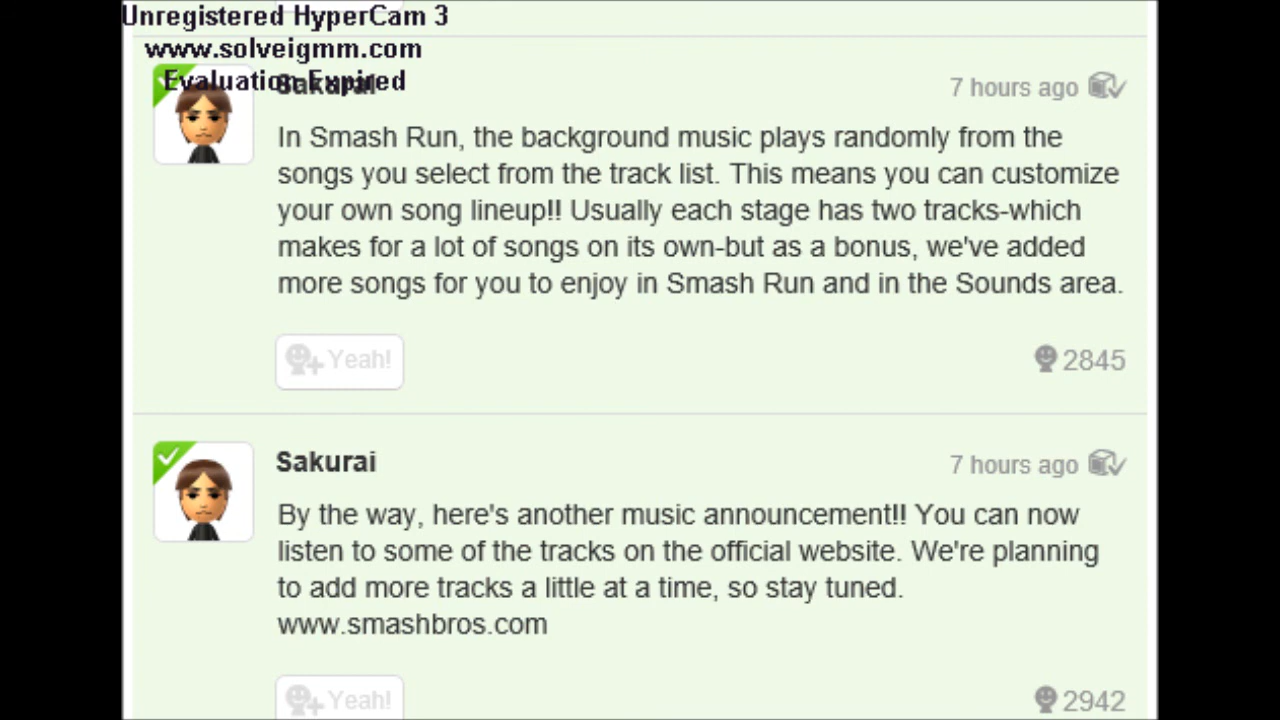 Unregistered HyperCam 3
www.solveigmm.com
Evaluation Expired
Sakurai
7 hours ago
In Smash Run, the background music plays randomly from the
songs you select from the track list. This means you can customize
your own song lineup!! Usually each stage has two tracks-which
makes for a lot of songs on its own-but as a bonus, we've added
more songs for you to enjoy in Smash Run and in the Sounds area.
Yeah!
2845
Sakurai
7 hours ago
By the way, here's another music announcement!! You can now
listen to some of the tracks on the official website. We're planning
to add more tracks a little at a time, so stay tuned.
www.smashbros.com
Yeah!
2942